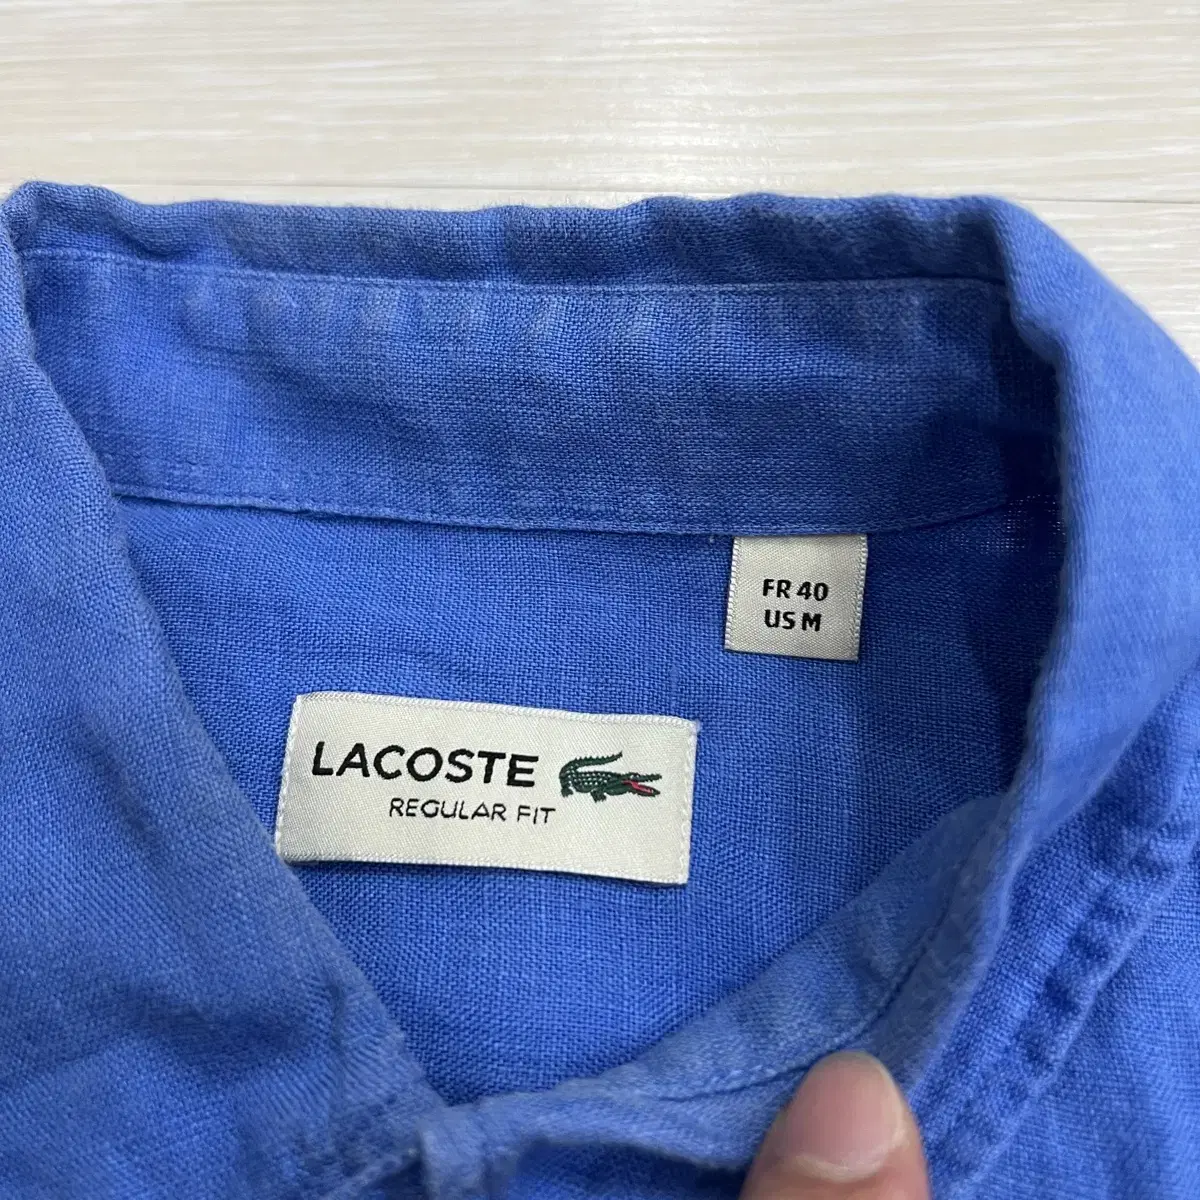 FR 40
US M
LACOSTE
REGULAR FIT